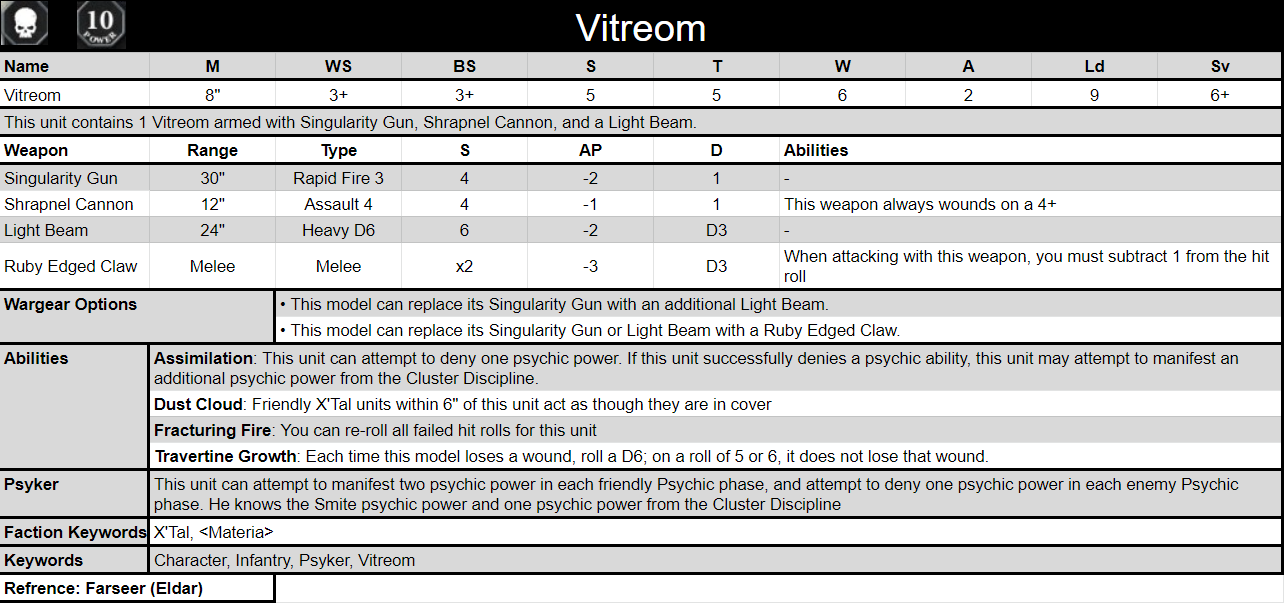 10
POWER
Vitreom
Name M WS BS S T W A Ld Sv
Vitreom 8" 3+ 3+ 5 5 6 2 9 6+
This unit contains 1 Vitreom armed with Singularity Gun, Shrapnel Cannon, and a Light Beam.
Weapon Range Type S AP D Abilities
Singularity Gun 30" Rapid Fire 3 4 -2 1 -
Shrapnel Cannon 12" Assault 4 4 -1 1 This weapon always wounds on a 4+
Light Beam 24" Heavy D6 6 -2 D3 -
Ruby Edged Claw Melee Melee x2 -3 D3 When attacking with this weapon, you must subtract 1 from the hit
roll
Wargear Options • This model can replace its Singularity Gun with an additional Light Beam.
• This model can replace its Singularity Gun or Light Beam with a Ruby Edged Claw.
Abilities Assimilation: This unit can attempt to deny one psychic power. If this unit successfully denies a psychic ability, this unit may attempt to manifest an
additional psychic power from the Cluster Discipline.
Dust Cloud: Friendly X'Tal units within 6" of this unit act as though they are in cover
Fracturing Fire: You can re-roll all failed hit rolls for this unit
Travertine Growth: Each time this model loses a wound, roll a D6; on a roll of 5 or 6, it does not lose that wound.
Psyker This unit can attempt to manifest two psychic power in each friendly Psychic phase, and attempt to deny one psychic power in each enemy Psychic
phase. He knows the Smite psychic power and one psychic power from the Cluster Discipline
Faction Keywords X'Tal, <Materia>
Keywords Character, Infantry, Psyker, Vitreom
Refrence: Farseer (Eldar)